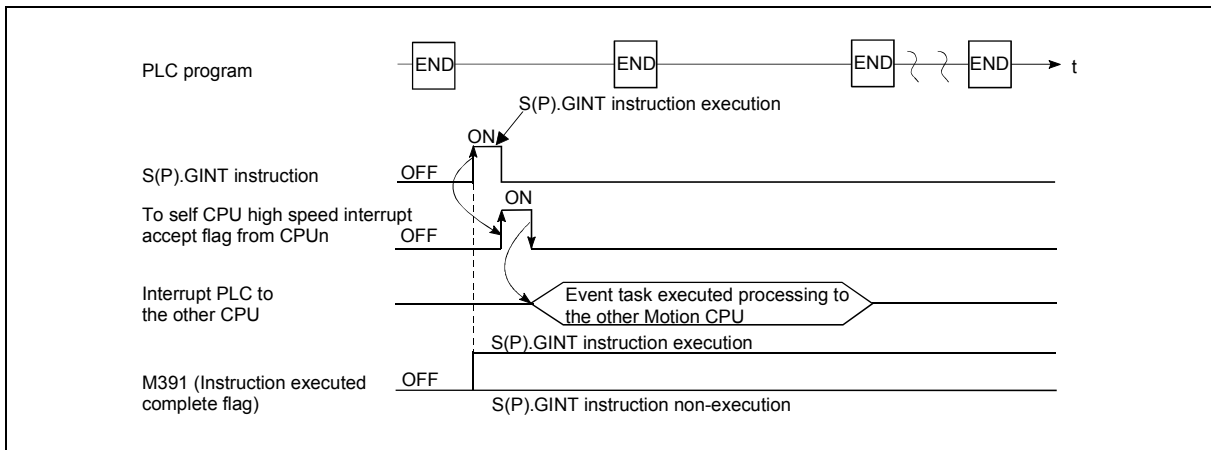 PLC program
END
END
END
END
t
S(P).GINT instruction execution
ON
S(P).GINT instruction
OFF
ON
To self CPU high speed interrupt
accept flag from CPUn
OFF
Interrupt PLC to
the other CPU
Event task executed processing to
the other Motion CPU
S(P).GINT instruction execution
M391 (Instruction executed
complete flag)
OFF
S(P).GINT instruction non-execution